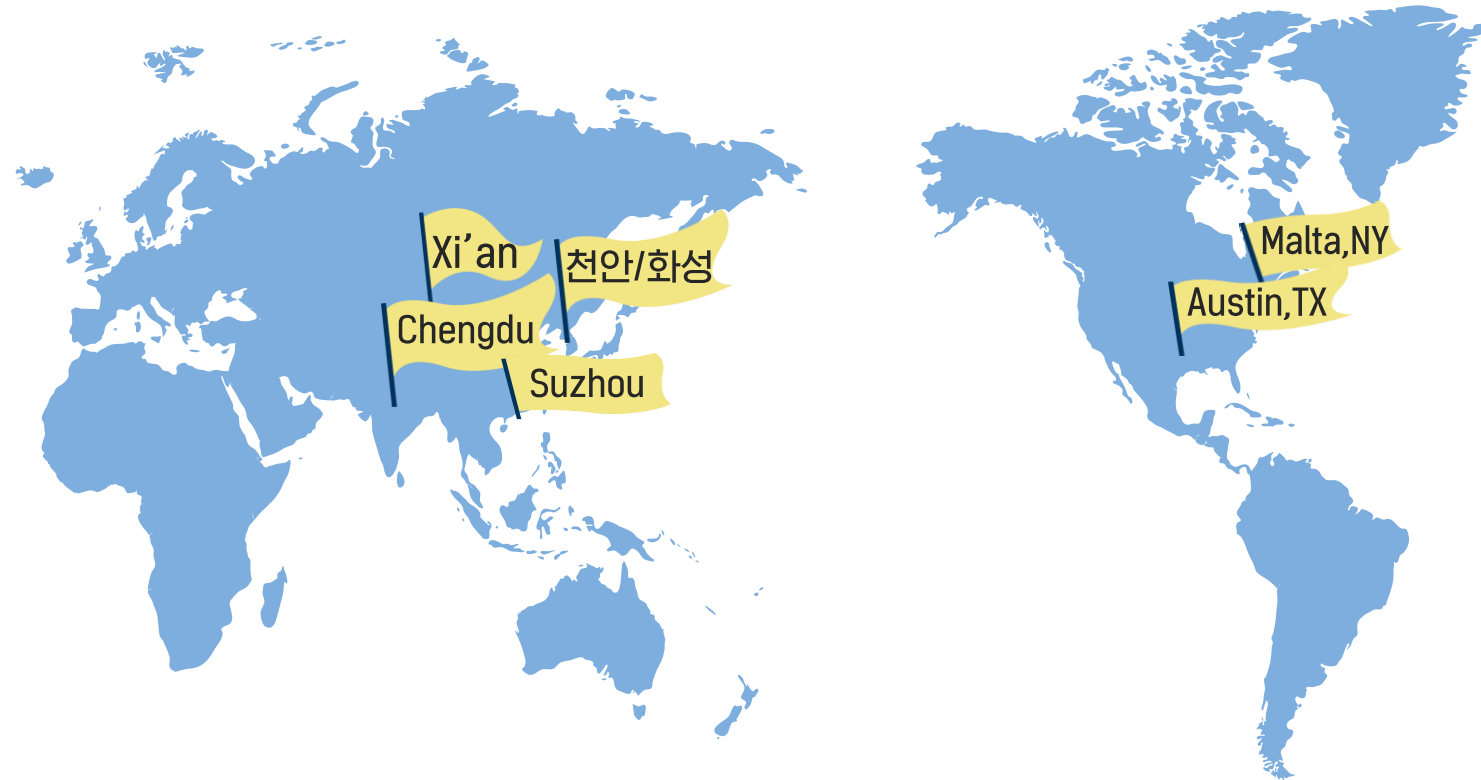 Xi'an
천안/화성
Chengdu
Suzhou
Malta,NY
Austin,TX